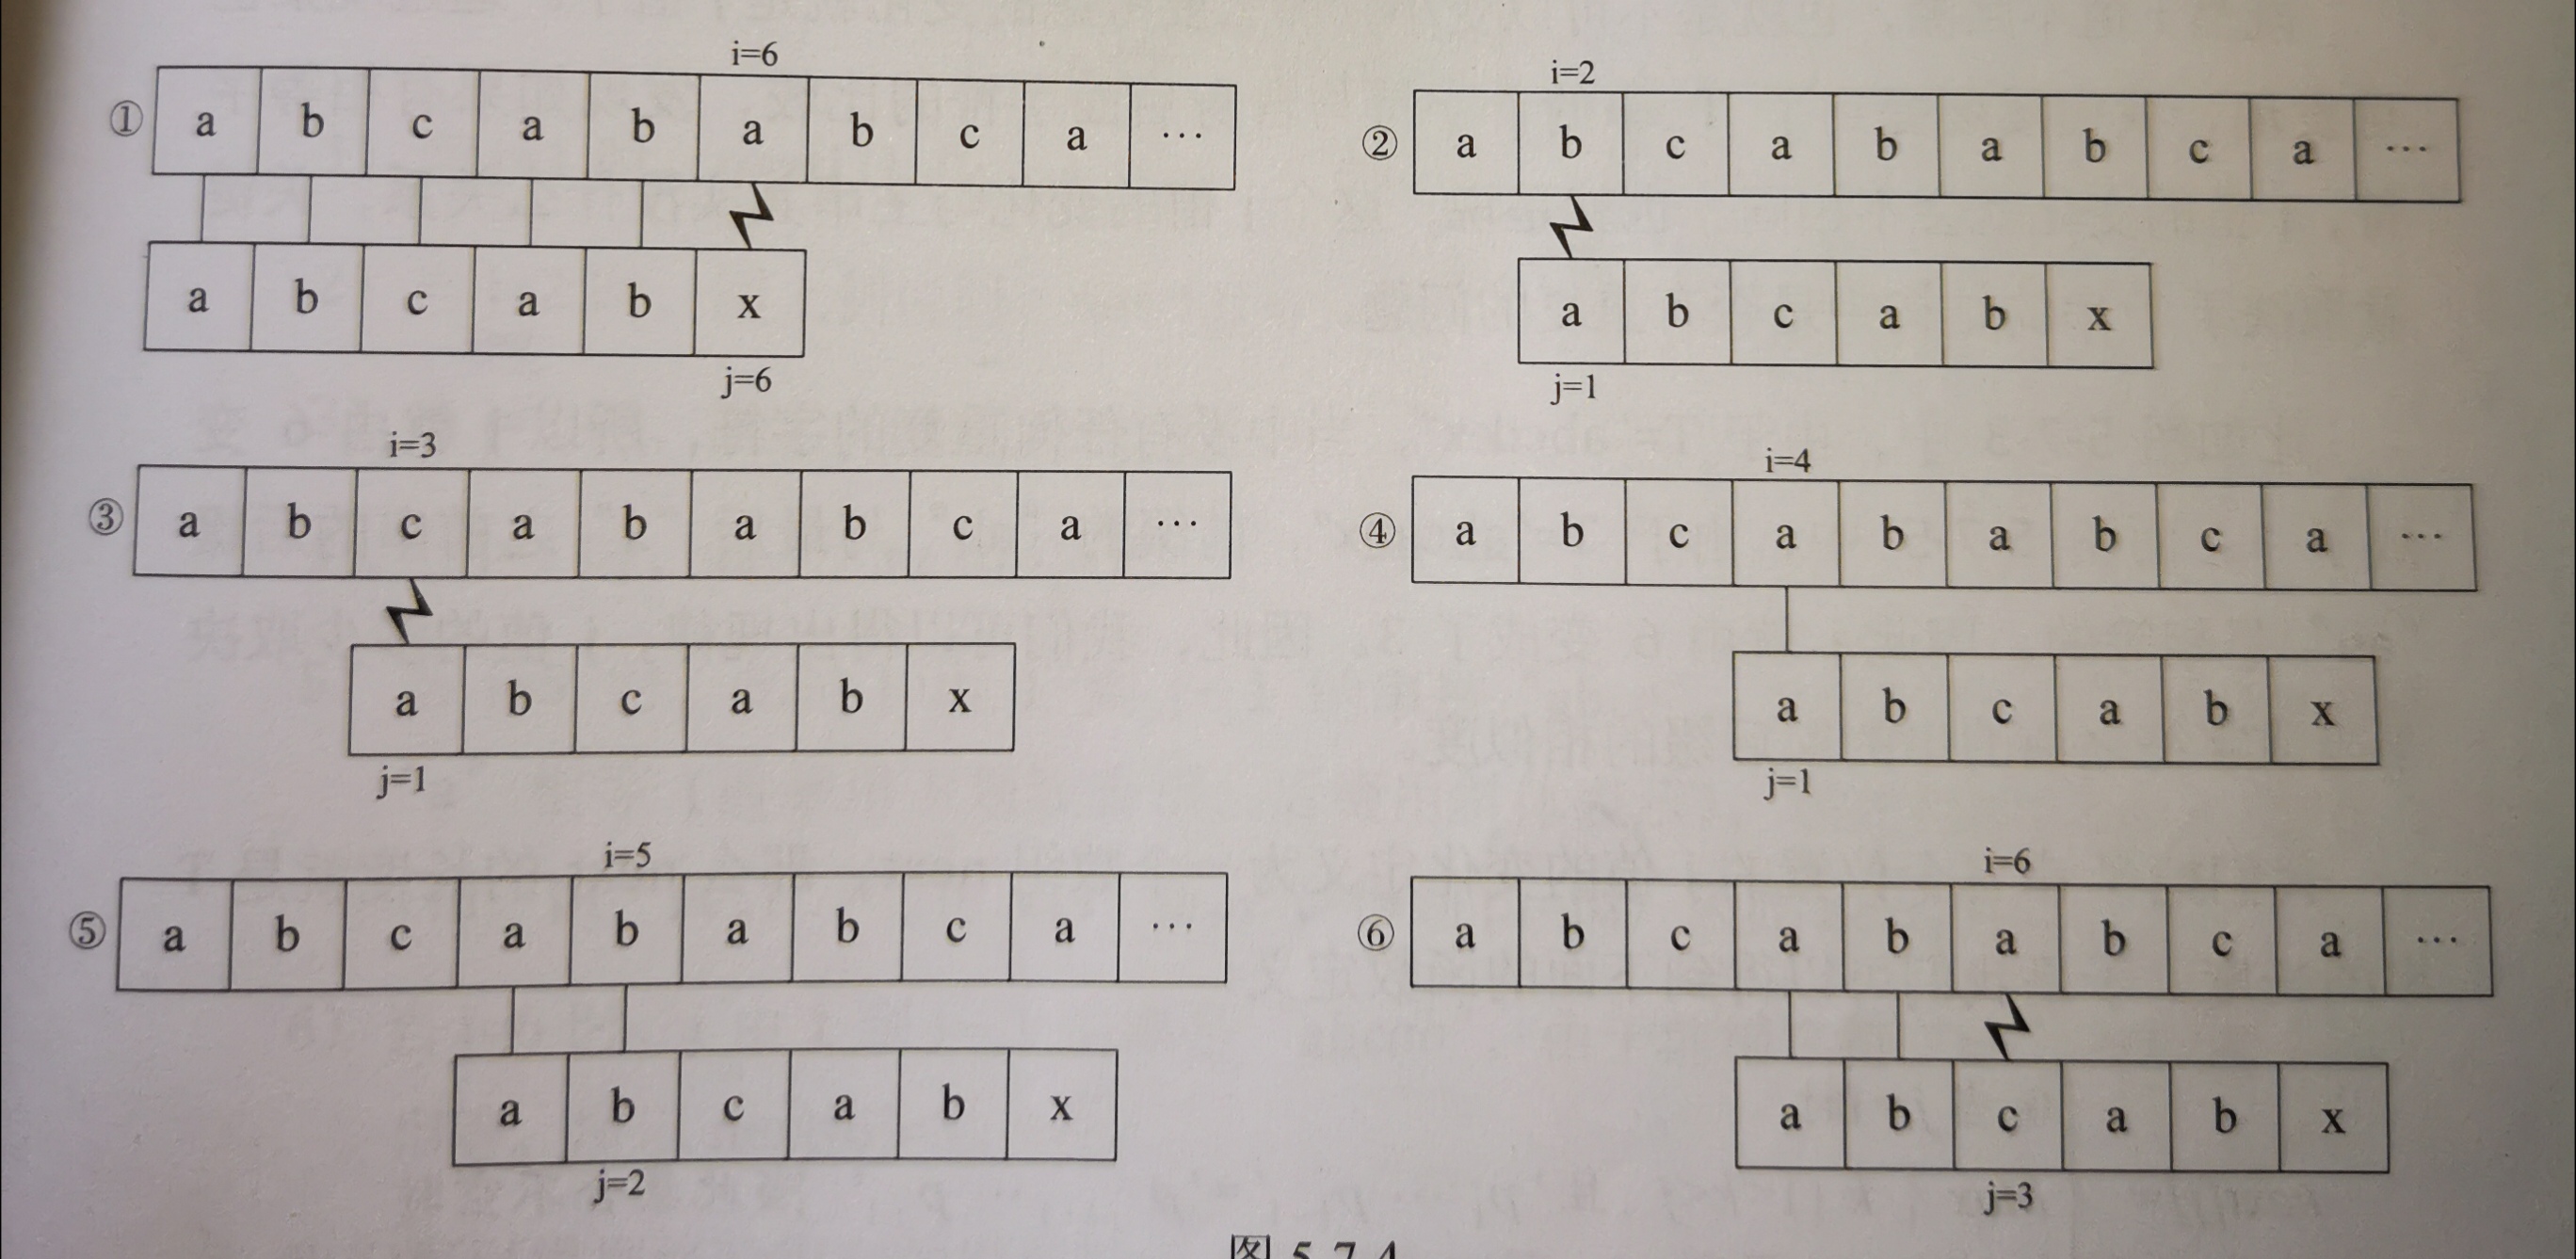 i=6
① a b c a b a b c a …
a b c a b x
j=6
i=2
② a b c a b a b c a …
a b c a b x
j=1
i=3
③ a b c a b a b c a …
a b c a b x
j=1
i=4
④ a b c a b a b c a …
a b c a b x
j=1
i=5
⑤ a b c a b a b c a …
a b c a b x
j=2
i=6
⑥ a b c a b a b c a …
a b c a b x
j=3
图 5-7-4